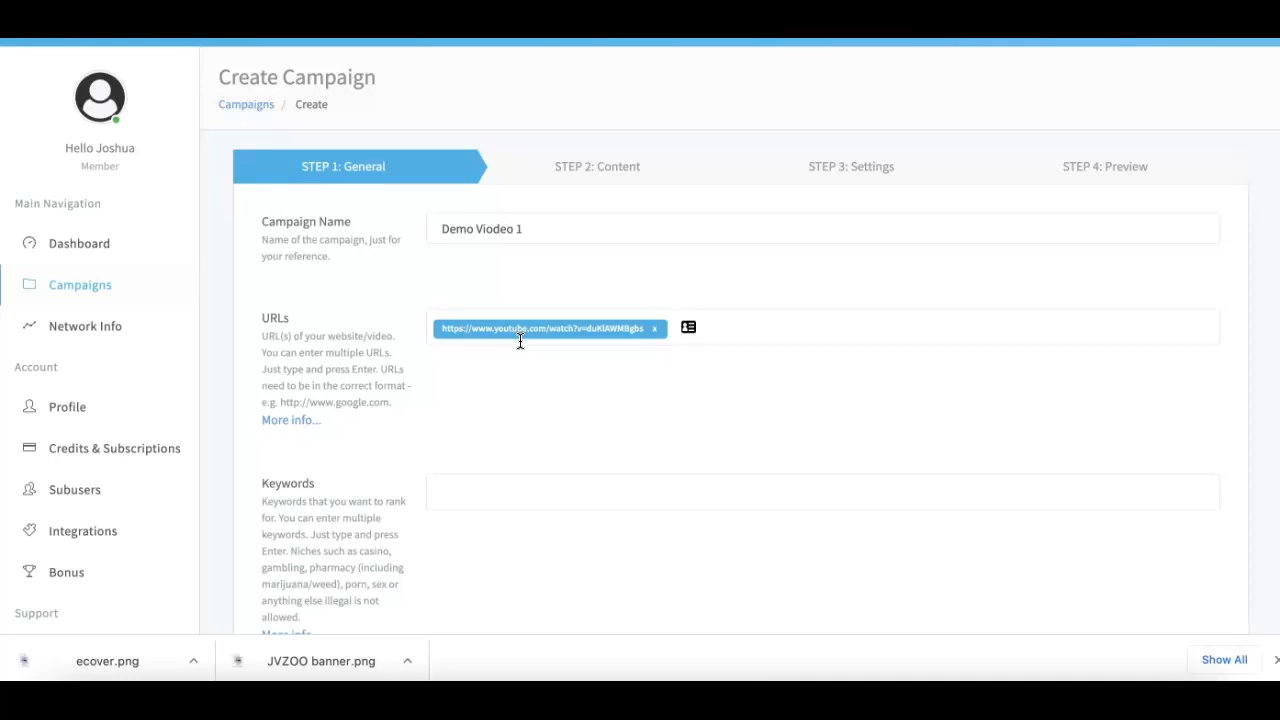 Create Campaign
Campaigns / Create
Hello Joshua
Member
Main Navigation
Dashboard
Campaigns
Network Info
Account
Profile
Credits & Subscriptions
Subusers
Integrations
Bonus
Support
STEP 1: General
STEP 2: Content
STEP 3: Settings
STEP 4: Preview
Campaign Name
Name of the campaign, just for
your reference.
Demo Viodeo 1
URLs
URL(s) of your website/video.
You can enter multiple URLs.
Just type and press Enter. URLs
need to be in the correct format -
e.g. http://www.google.com.
More info...
https://www.youtube.com/watch?v=duKlAWMBgbs x
Keywords
Keywords that you want to rank
for. You can enter multiple
keywords. Just type and press
Enter. Niches such as casino,
gambling, pharmacy (including
marijuana/weed), porn, sex or
anything else illegal is not
allowed.
More info
ecover.png
JVZOO banner.png
Show All